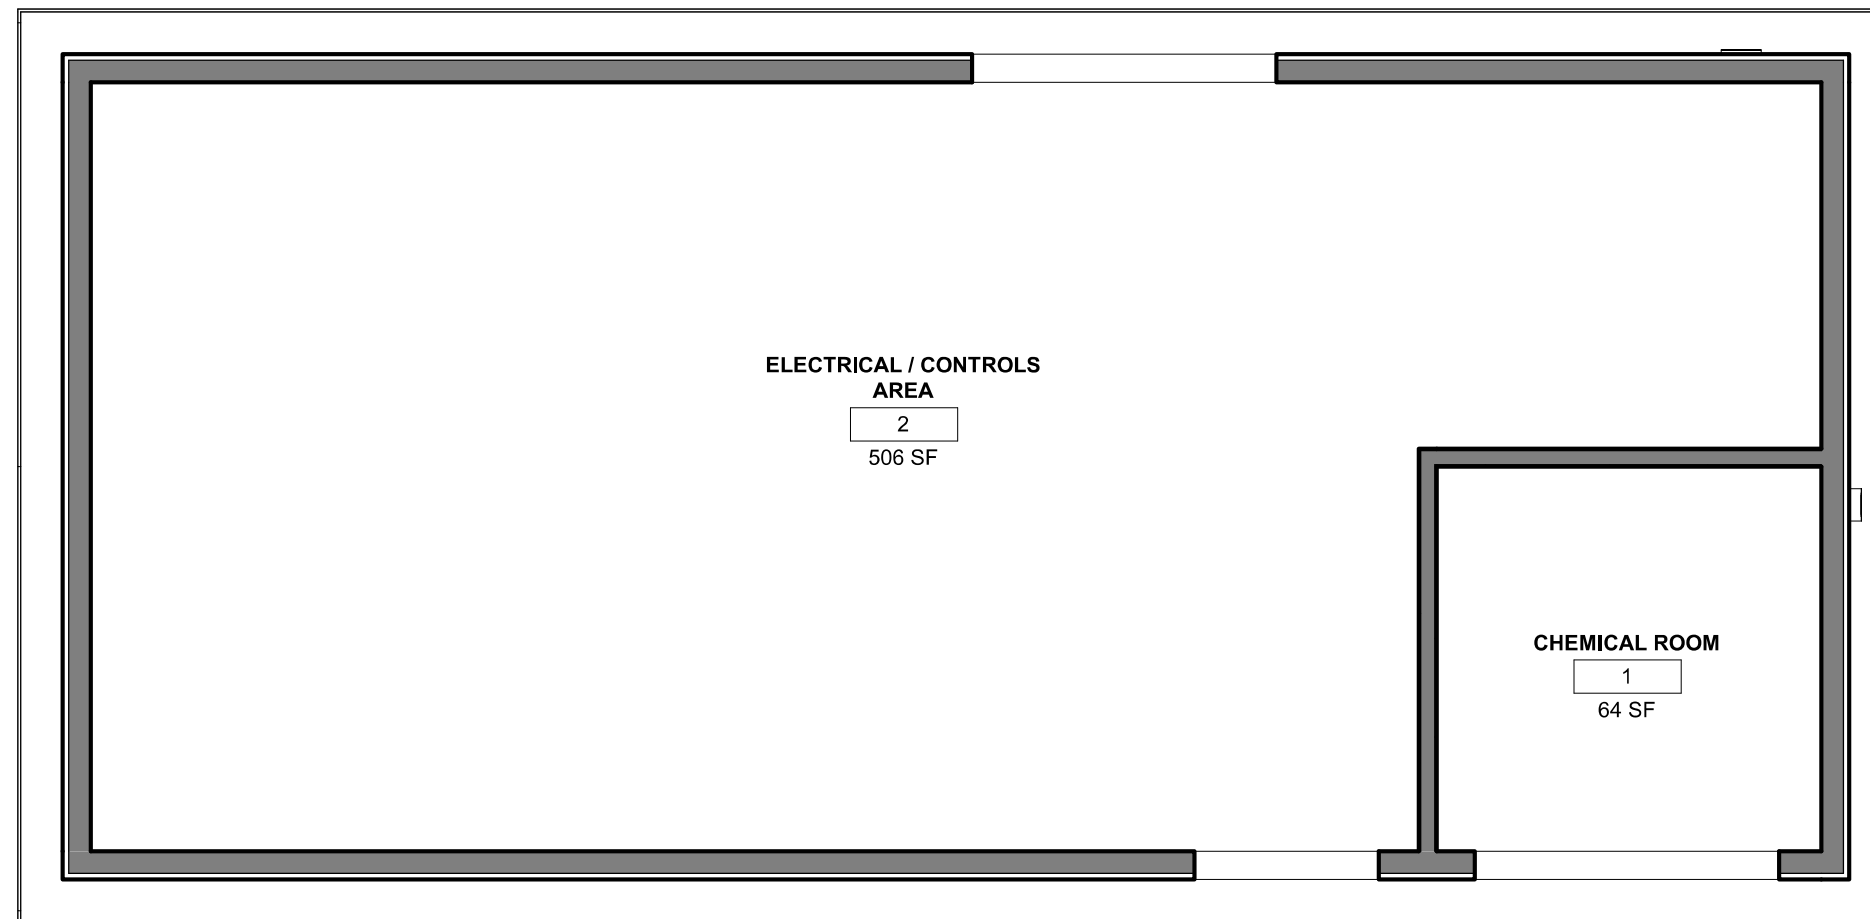 ELECTRICAL / CONTROLS
AREA
2
506 SF
CHEMICAL ROOM
1
64 SF